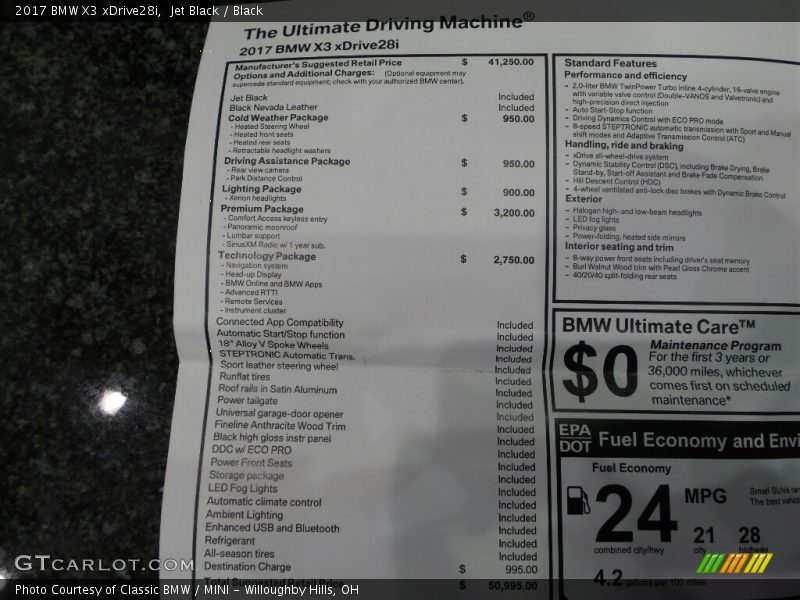 2017 BMW X3 xDrive28i, Jet Black / Black
The Ultimate Driving Machine®
2017 BMW X3 xDrive28i
Manufacturer's Suggested Retail Price $ 41,250.00
Options and Additional Charges: (Optional equipment may
supercede standard equipment; check with your authorized BMW center).
Jet Black Included
Black Nevada Leather Included
Cold Weather Package $ 950.00
- Heated Steering Wheel
- Heated front seats
- Heated rear seats
- Retractable headlight washers
Driving Assistance Package $ 950.00
- Rear view camera
- Park Distance Control
Lighting Package $ 900.00
- Xenon headlights
Premium Package $ 3,200.00
- Comfort Access keyless entry
- Panoramic moonroof
- Lumbar support
- SiriusXM Radio w/ 1 year sub.
Technology Package $ 2,750.00
- Navigation system
- Head-up Display
- BMW Online and BMW Apps
- Advanced RTTI
- Remote Services
- Instrument cluster
Connected App Compatibility Included
Automatic Start/Stop function Included
18" Alloy V Spoke Wheels Included
STEPTRONIC Automatic Trans. Included
Sport leather steering wheel Included
Runflat tires Included
Roof rails in Satin Aluminum Included
Power tailgate Included
Universal garage-door opener Included
Fineline Anthracite Wood Trim Included
Black high gloss instr panel Included
DDC w/ ECO PRO Included
Power Front Seats Included
Storage package Included
LED Fog Lights Included
Automatic climate control Included
Ambient Lighting Included
Enhanced USB and Bluetooth Included
Refrigerant Included
All-season tires Included
Destination Charge $ 995.00
Total Suggested Retail Price $ 50,995.00
Standard Features
Performance and efficiency
- 2.0-liter BMW TwinPower Turbo inline 4-cylinder, 16-valve engine
with variable valve control (Double-VANOS and Valvetronic) and
high-precision direct injection
- Auto Start-Stop function
- Driving Dynamics Control with ECO PRO mode
- 8-speed STEPTRONIC automatic transmission with Sport and Manual
shift modes and Adaptive Transmission Control (ATC)
Handling, ride and braking
- xDrive all-wheel-drive system
- Dynamic Stability Control (DSC), including Brake Drying, Brake
Stand-by, Start-off Assistant and Brake Fade Compensation
- Hill Descent Control (HDC)
- 4-wheel ventilated anti-lock disc brakes with Dynamic Brake Control
Exterior
- Halogen high- and low-beam headlights
- LED fog lights
- Privacy glass
- Power-folding, heated side mirrors
Interior seating and trim
- 8-way power front seats including driver's seat memory
- Burl Walnut Wood trim with Pearl Gloss Chrome accent
- 40/20/40 split-folding rear seats
BMW Ultimate Care™
$0 Maintenance Program
For the first 3 years or
36,000 miles, whichever
comes first on scheduled
maintenance*
EPA
DOT Fuel Economy and Envi
Fuel Economy
24 MPG
Small SUVs ra
The best vehic
21 28
combined city/hwy city highway
4.2 gallons per 100 miles
GTCARLOT.COM
Photo Courtesy of Classic BMW / MINI - Willoughby Hills, OH